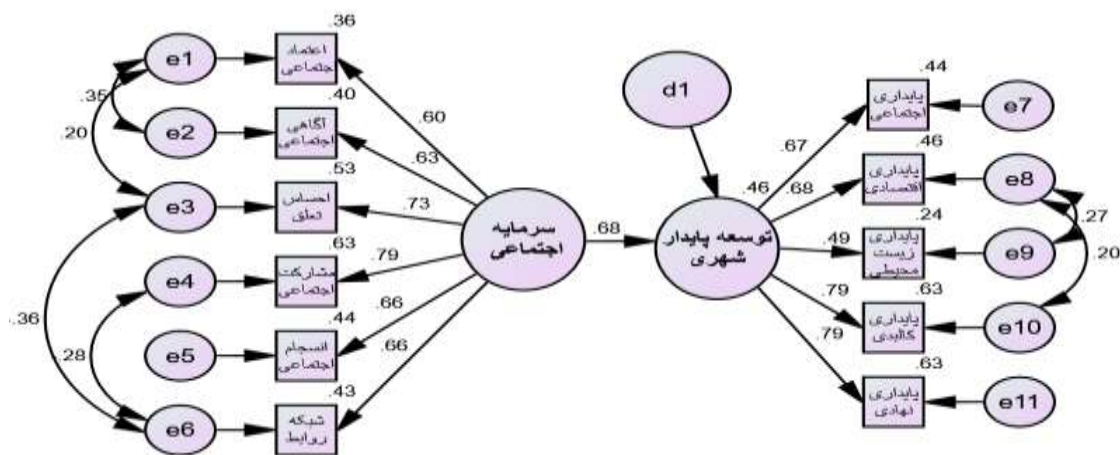 .36
e1
اعتماد
جتماعی
.35
.60
.40
e2
آگاهی
اجتماعی
.20
.63
.53
e3
احساس
تعلق
.73
.63
e4
مشارکت
اجتماعی
.79
.36
.28
.44
e5
انسجام
اجتماعی
.66
.43
e6
شبکه
روابط
.66
سرمایه
اجتماعی
.68
d1
.46
توسعه پایدار
شهری
.44
پایداری
اجتماعی
e7
.67
.46
پایداری
اقتصادی
e8
.68
.27
.24
پایداری
زیست
محیطی
e9
.49
.20
.63
پایداری
کالبدی
e10
.79
.63
پایداری
نهادی
e11
.79